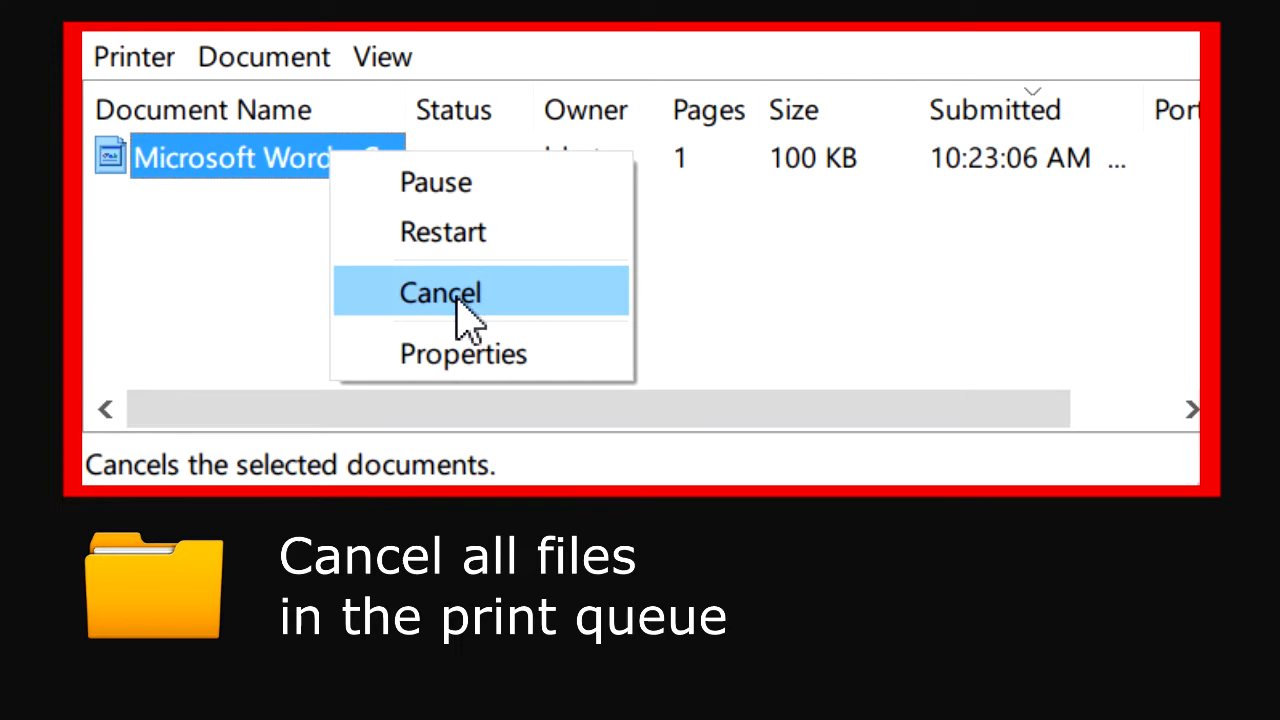 Printer Document View
Document Name Status Owner Pages Size Submitted Port
Microsoft Word 1 100 KB 10:23:06 AM ...
Pause
Restart
Cancel
Properties
Cancels the selected documents.
Cancel all files
in the print queue